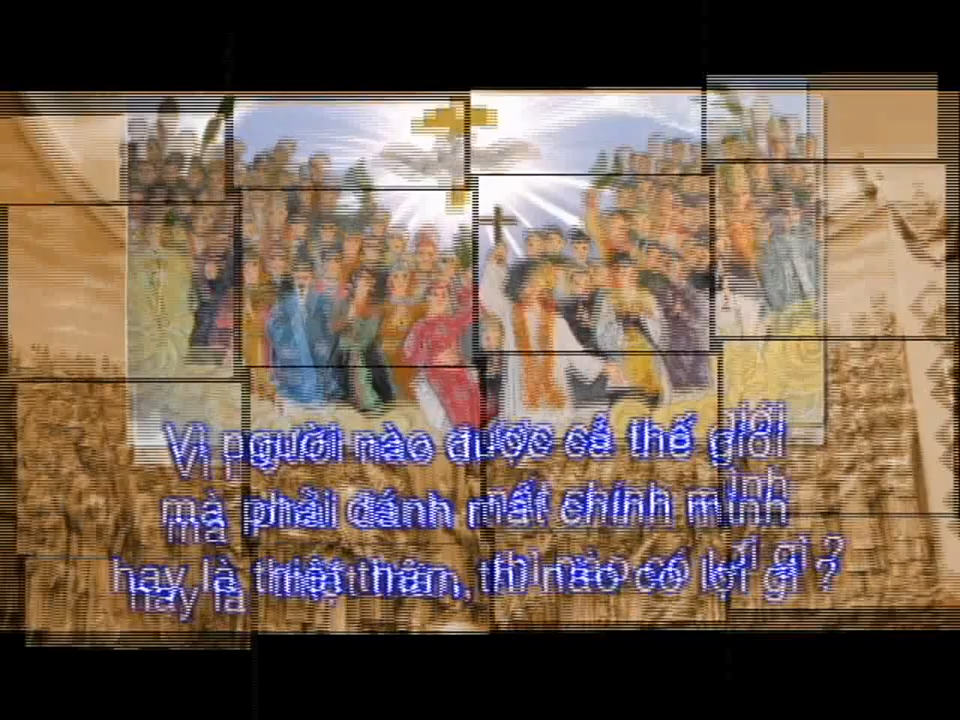 Vì người nào được cả thế giới
mà phải đánh mất chính mình
hay là thiệt thân, thì nào có lợi gì ?